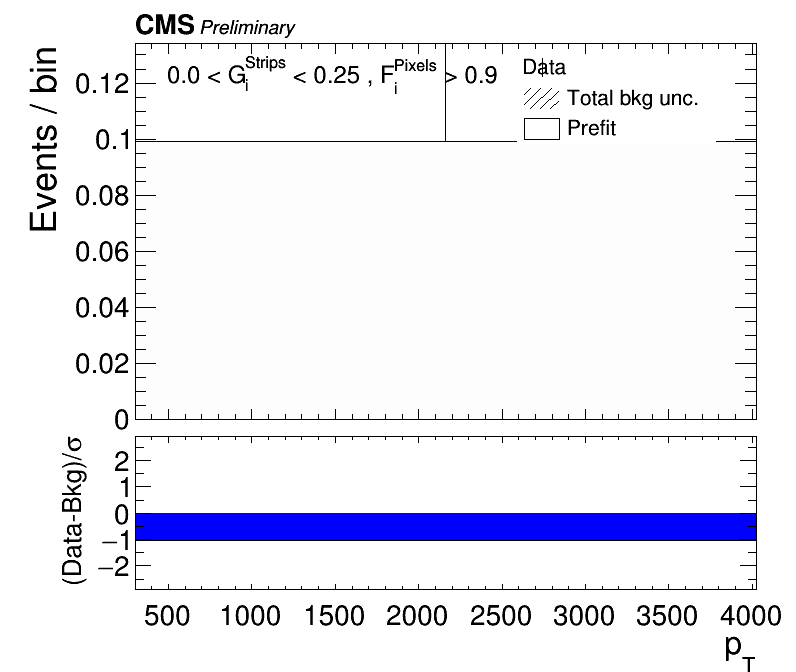 CMS Preliminary
0.0 < G_i^Strips < 0.25 , F_i^Pixels > 0.9
Data
Total bkg unc.
Prefit
Events / bin
0.12
0.1
0.08
0.06
0.04
0.02
0
(Data-Bkg)/σ
2
1
0
−1
−2
500 1000 1500 2000 2500 3000 3500 4000
p_T